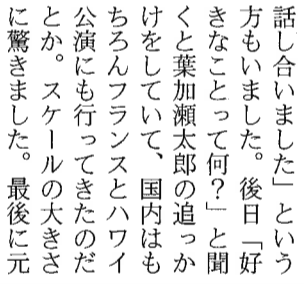 話し合いました」という
方もいました。後日「好
きなことって何？」と聞
くと葉加瀬太郎の追っか
けをしていて、国内はも
ちろんフランスとハワイ
公演にも行ってきたのだ
とか。スケールの大きさ
に驚きました。最後に元